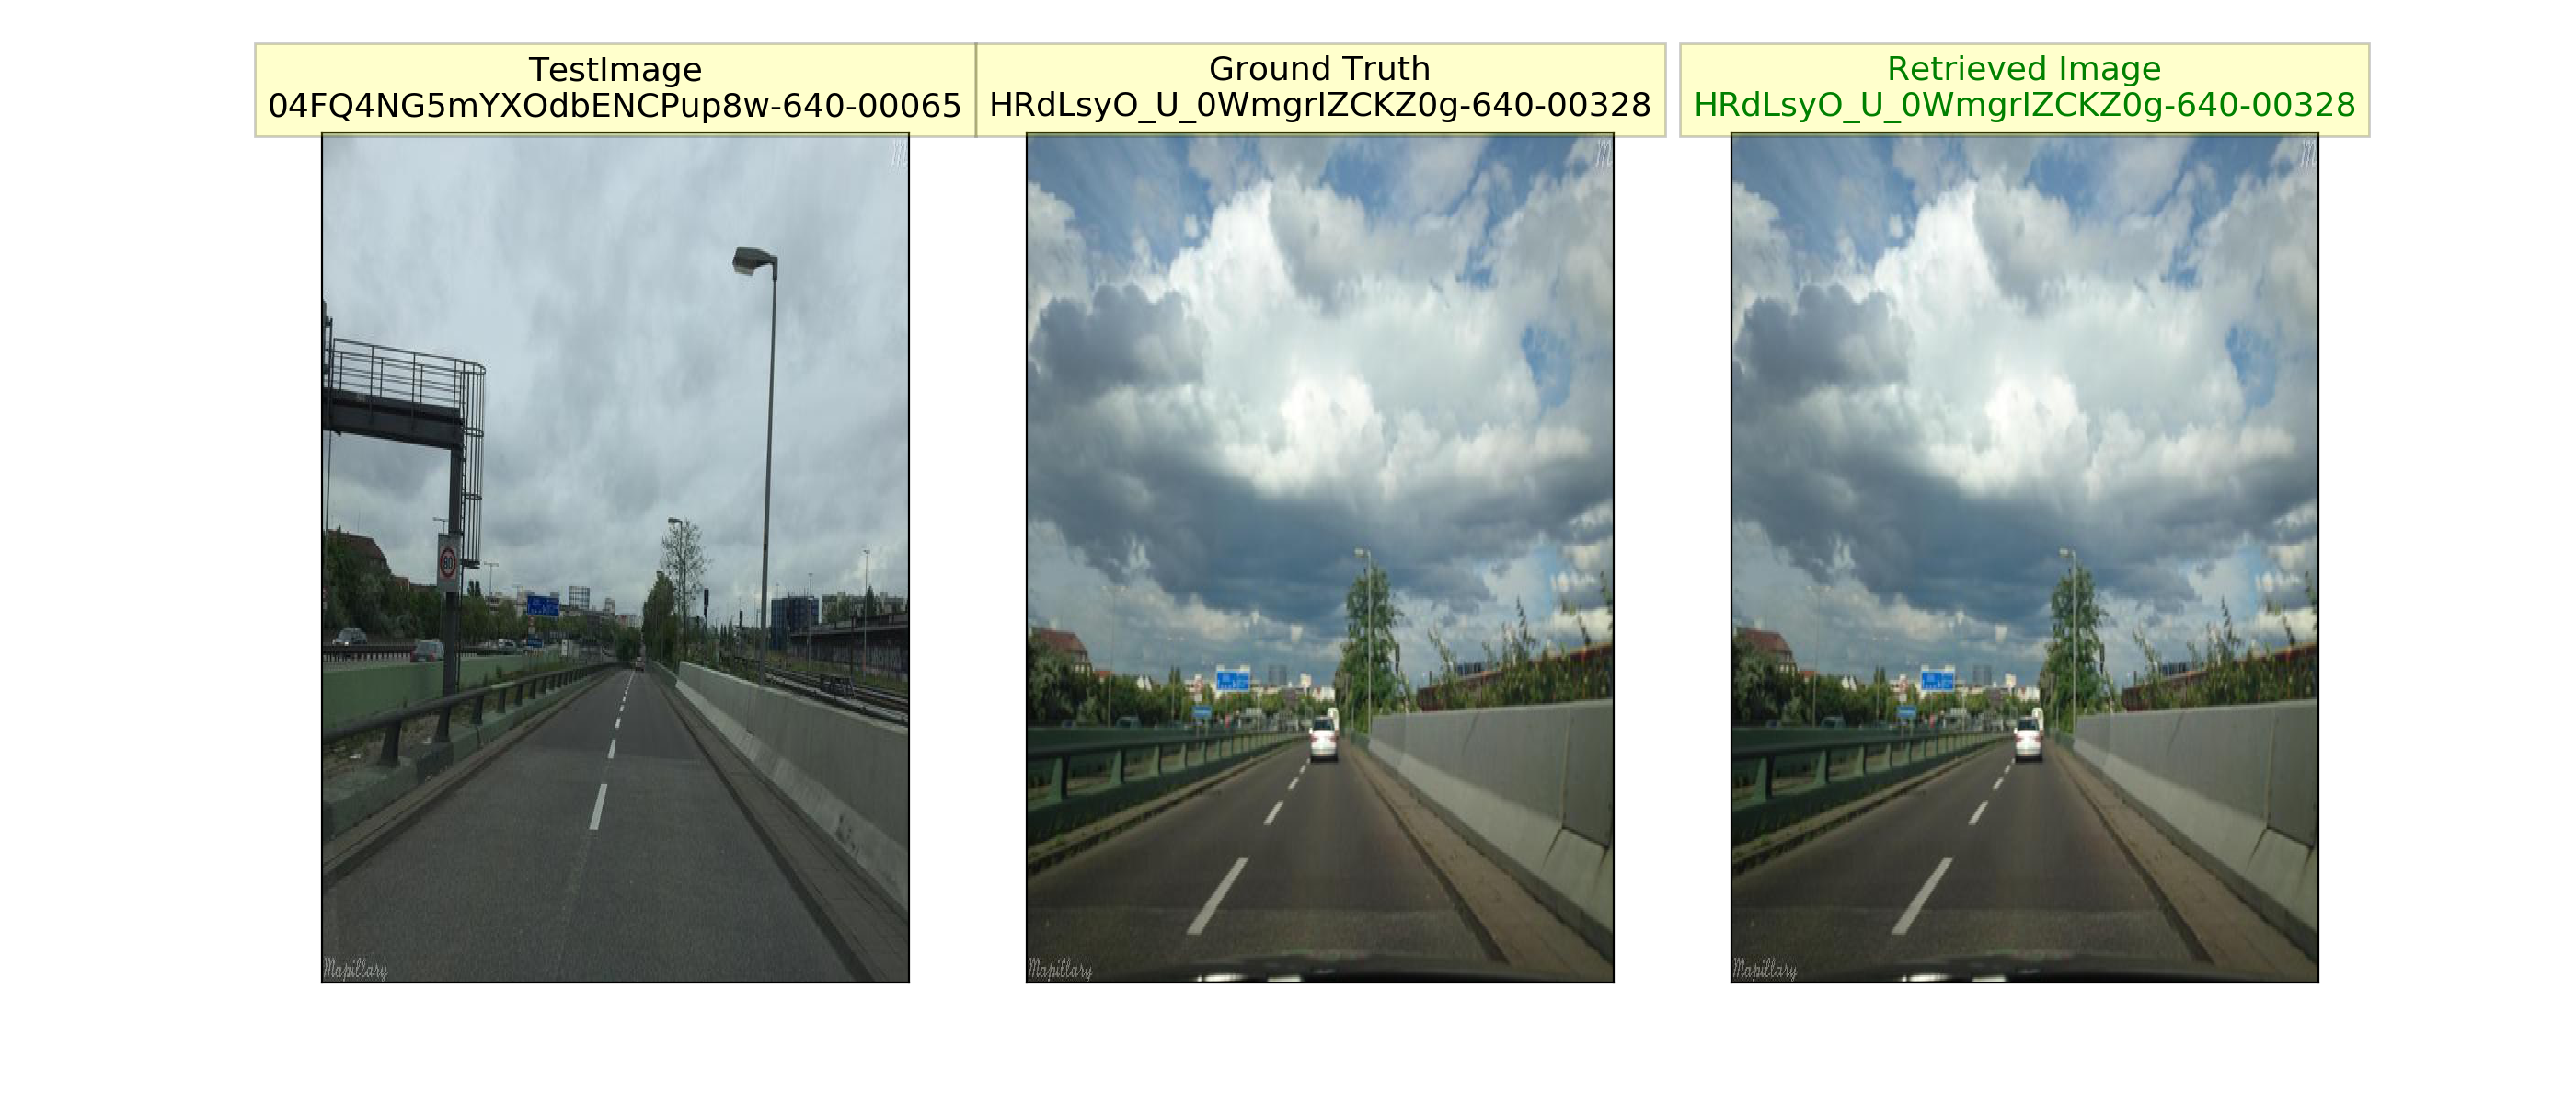 TestImage
04FQ4NG5mYXOdbENCPup8w-640-00065
Ground Truth
HRdLsyO_U_0WmgrIZCKZ0g-640-00328
Retrieved Image
HRdLsyO_U_0WmgrIZCKZ0g-640-00328
M
M
M
80
Mapillary
Mapillary
Mapillary